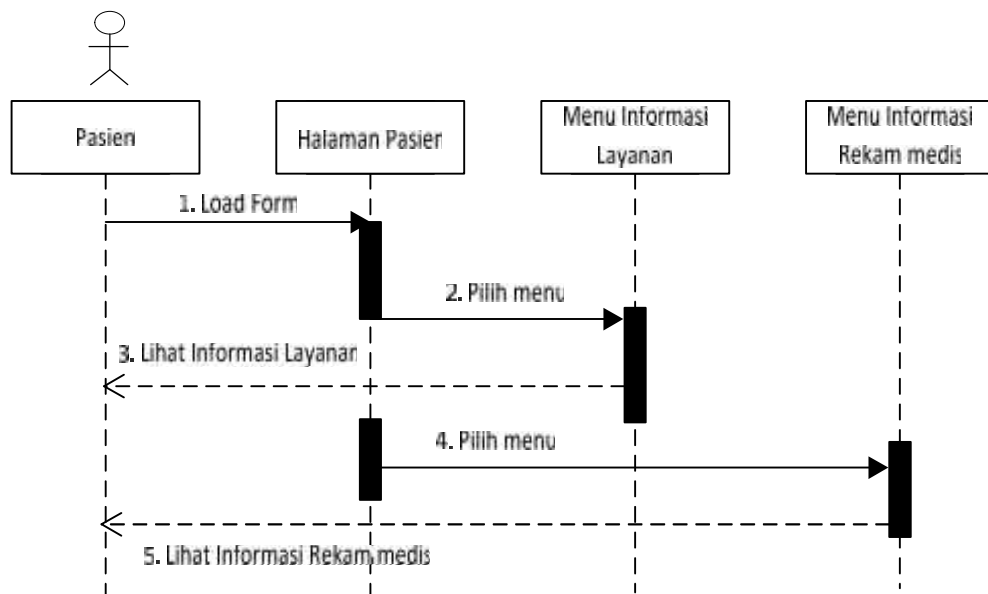 Pasien
Halaman Pasien
Menu Informasi
Layanan
Menu Informasi
Rekam medis
1. Load Form
2. Pilih menu
3. Lihat Informasi Layanan
4. Pilih menu
5. Lihat Informasi Rekam medis